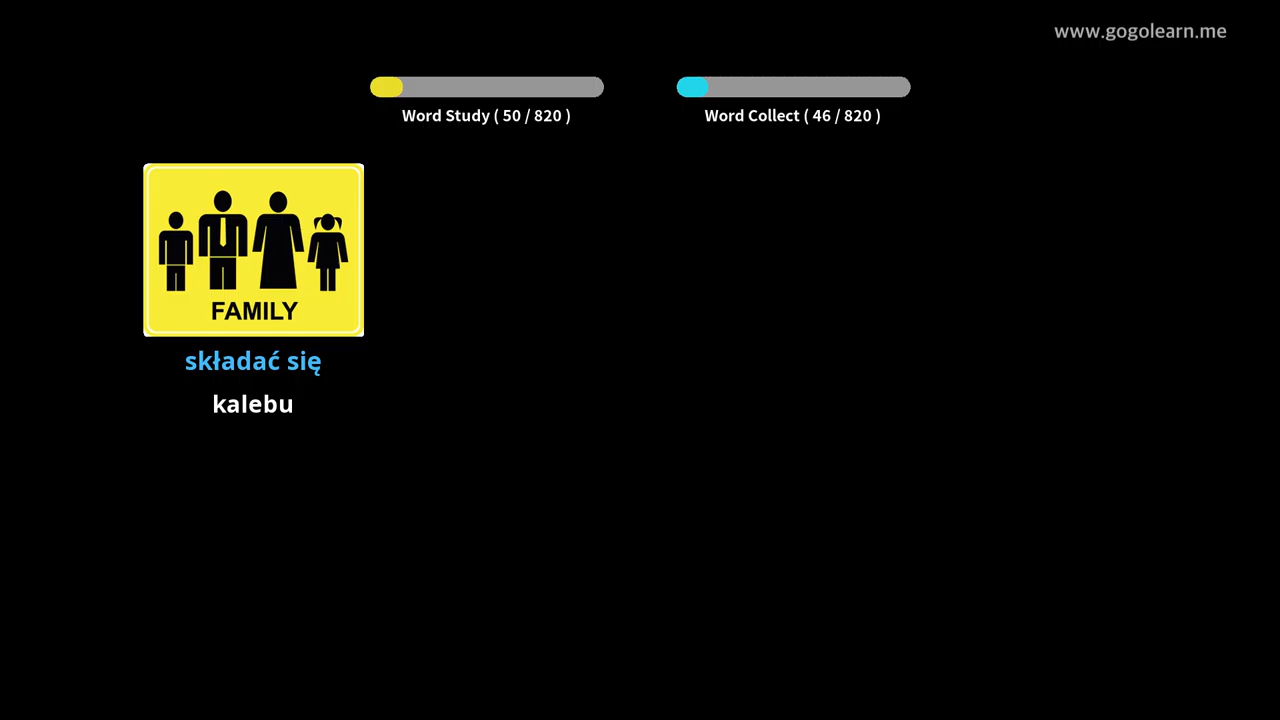 www.gogolearn.me
Word Study ( 50 / 820 )
Word Collect ( 46 / 820 )
FAMILY
składać się
kalebu